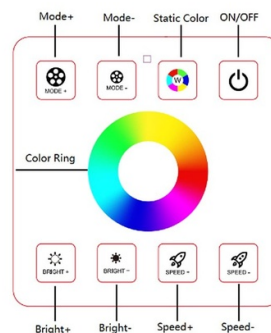 Mode+ Mode- Static Color ON/OFF
MODE + MODE - W
Color Ring
BRIGHT + BRIGHT - SPEED + SPEED -
Bright+ Bright- Speed+ Speed-